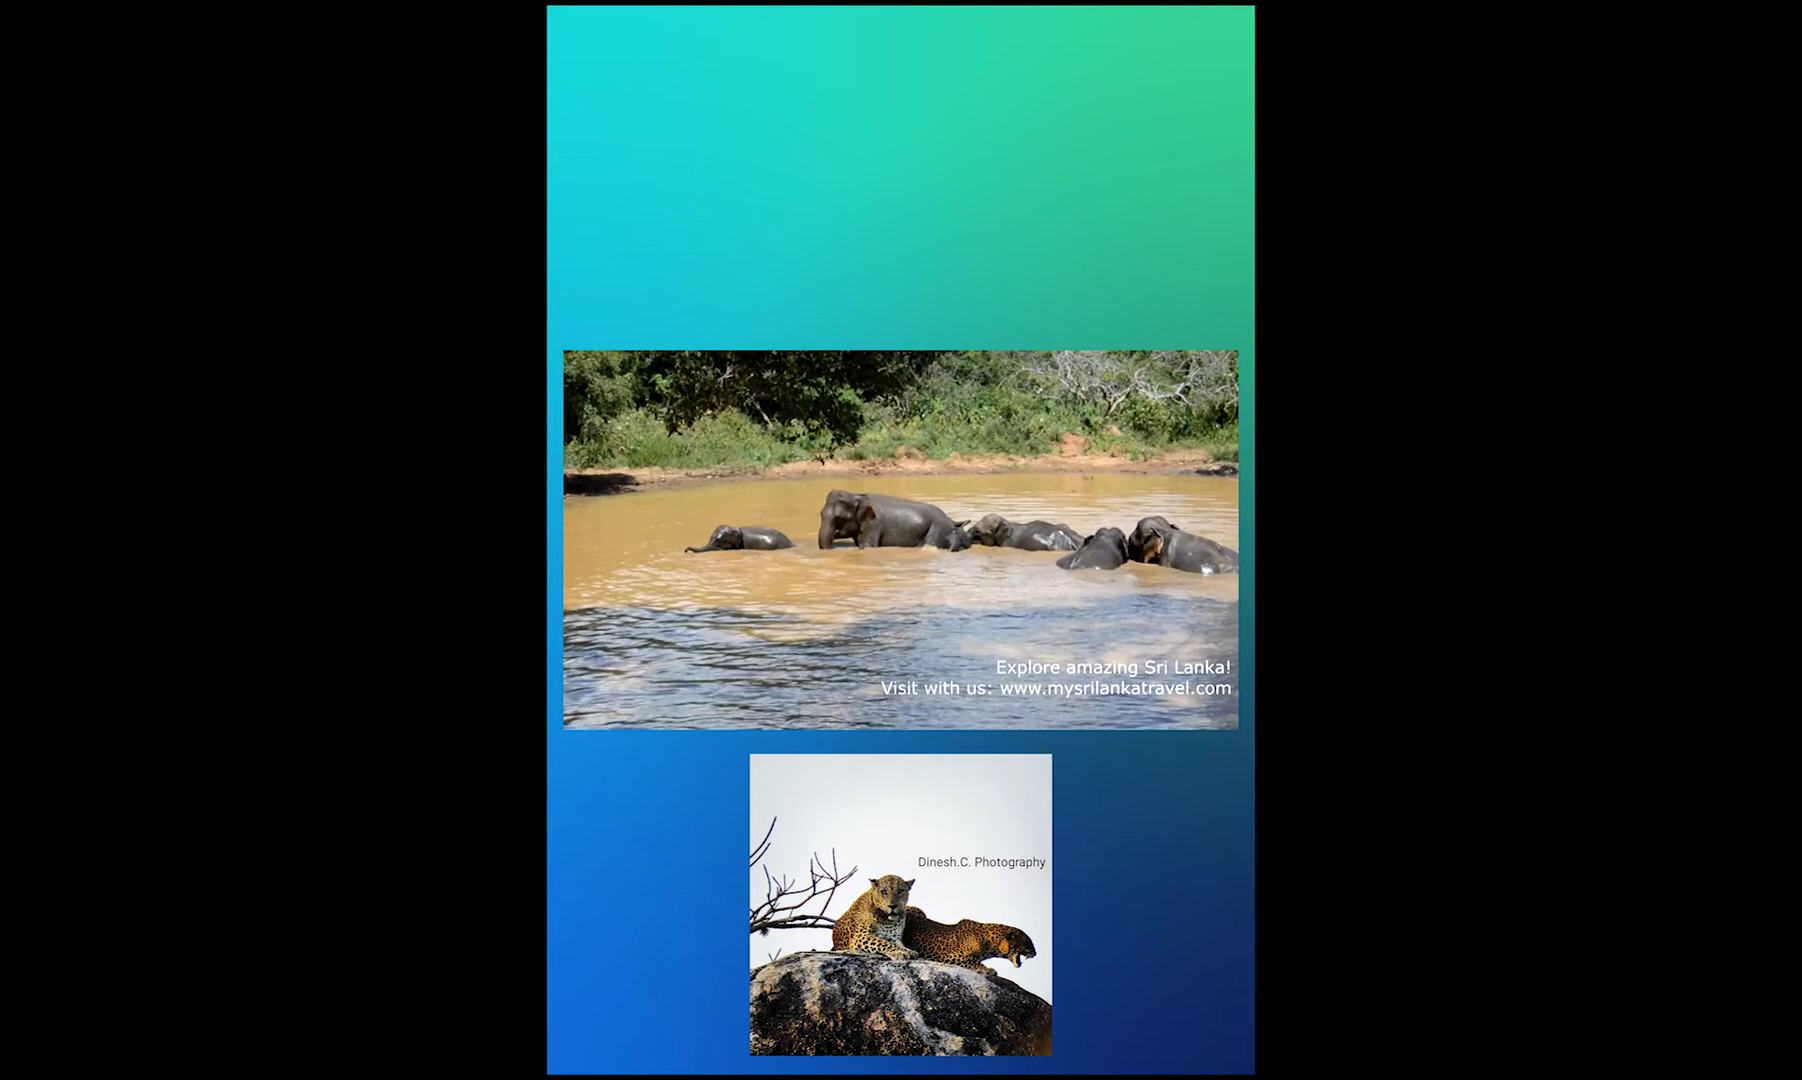 Explore amazing Sri Lanka!
Visit with us: www.mysrilankatravel.com
Dinesh.C. Photography